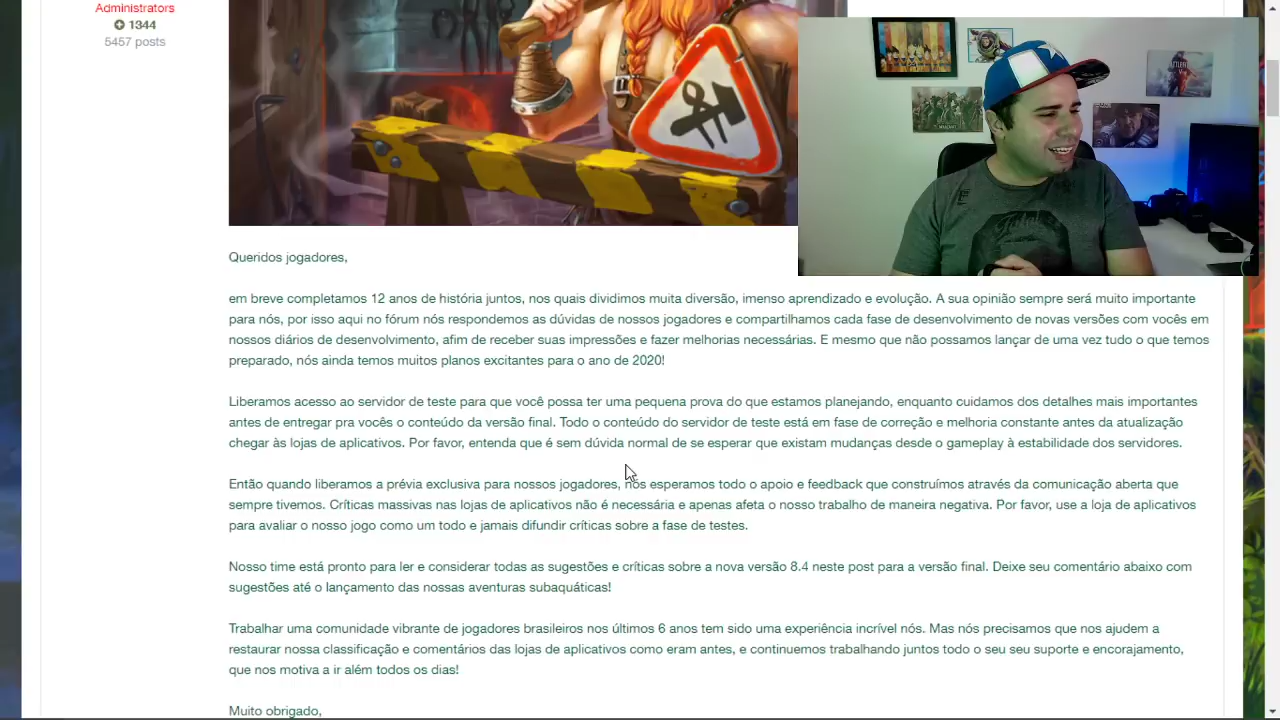 Administrators
1344
5457 posts
Queridos jogadores,
em breve completamos 12 anos de história juntos, nos quais dividimos muita diversão, imenso aprendizado e evolução. A sua opinião sempre será muito importante
para nós, por isso aqui no fórum nós respondemos as dúvidas de nossos jogadores e compartilhamos cada fase de desenvolvimento de novas versões com vocês em
nossos diários de desenvolvimento, afim de receber suas impressões e fazer melhorias necessárias. E mesmo que não possamos lançar de uma vez tudo o que temos
preparado, nós ainda temos muitos planos excitantes para o ano de 2020!
Liberamos acesso ao servidor de teste para que você possa ter uma pequena prova do que estamos planejando, enquanto cuidamos dos detalhes mais importantes
antes de entregar pra vocês o conteúdo da versão final. Todo o conteúdo do servidor de teste está em fase de correção e melhoria constante antes da atualização
chegar às lojas de aplicativos. Por favor, entenda que é sem dúvida normal de se esperar que existam mudanças desde o gameplay à estabilidade dos servidores.
Então quando liberamos a prévia exclusiva para nossos jogadores, nós esperamos todo o apoio e feedback que construímos através da comunicação aberta que
sempre tivemos. Críticas massivas nas lojas de aplicativos não é necessária e apenas afeta o nosso trabalho de maneira negativa. Por favor, use a loja de aplicativos
para avaliar o nosso jogo como um todo e jamais difundir críticas sobre a fase de testes.
Nosso time está pronto para ler e considerar todas as sugestões e críticas sobre a nova versão 8.4 neste post para a versão final. Deixe seu comentário abaixo com
sugestões até o lançamento das nossas aventuras subaquáticas!
Trabalhar uma comunidade vibrante de jogadores brasileiros nos últimos 6 anos tem sido uma experiência incrível nós. Mas nós precisamos que nos ajudem a
restaurar nossa classificação e comentários das lojas de aplicativos como eram antes, e continuemos trabalhando juntos todo o seu seu suporte e encorajamento,
que nos motiva a ir além todos os dias!
Muito obrigado,